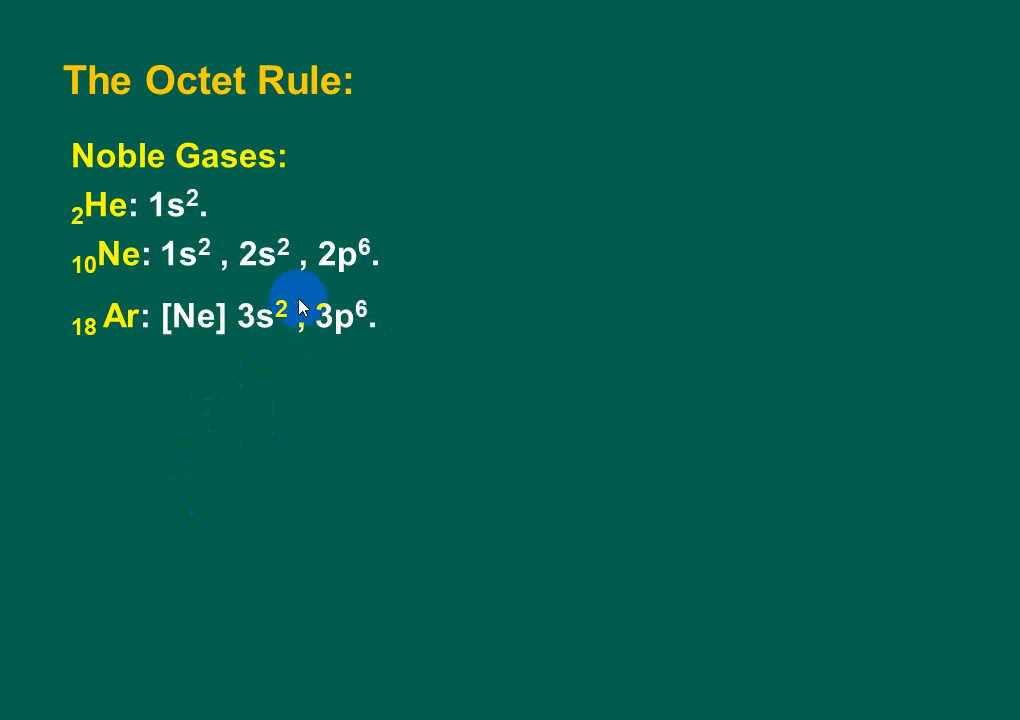 The Octet Rule:
Noble Gases:
₂He: 1s².
₁₀Ne: 1s² , 2s² , 2p⁶.
₁₈ Ar: [Ne] 3s² , 3p⁶.